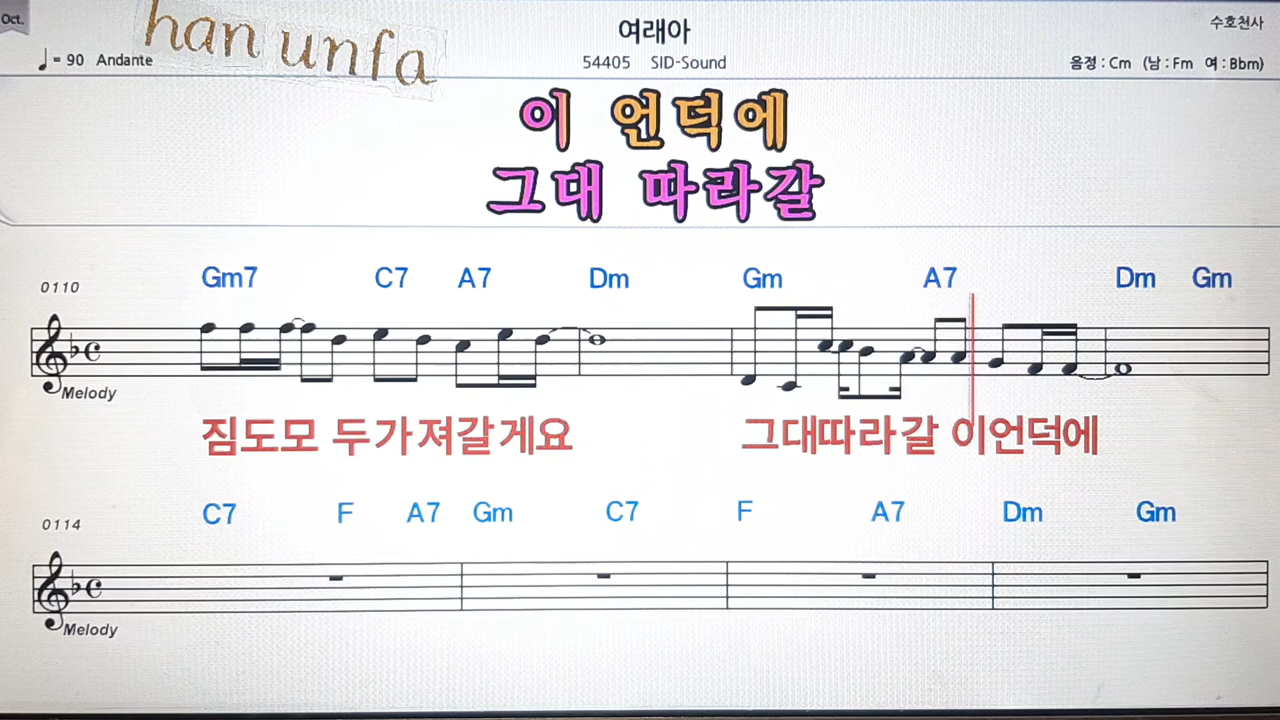 Oct.
han unfa
여래아
수호천사
♩= 90 Andante
54405 SID-Sound
음정 : Cm (남 : Fm 여 : Bbm)
이 언덕에
그대 따라갈
0110
Gm7 C7 A7 Dm Gm A7 Dm Gm
Melody
짐도모 두가져갈게요 그대따라갈 이언덕에
0114
C7 F A7 Gm C7 F A7 Dm Gm
Melody